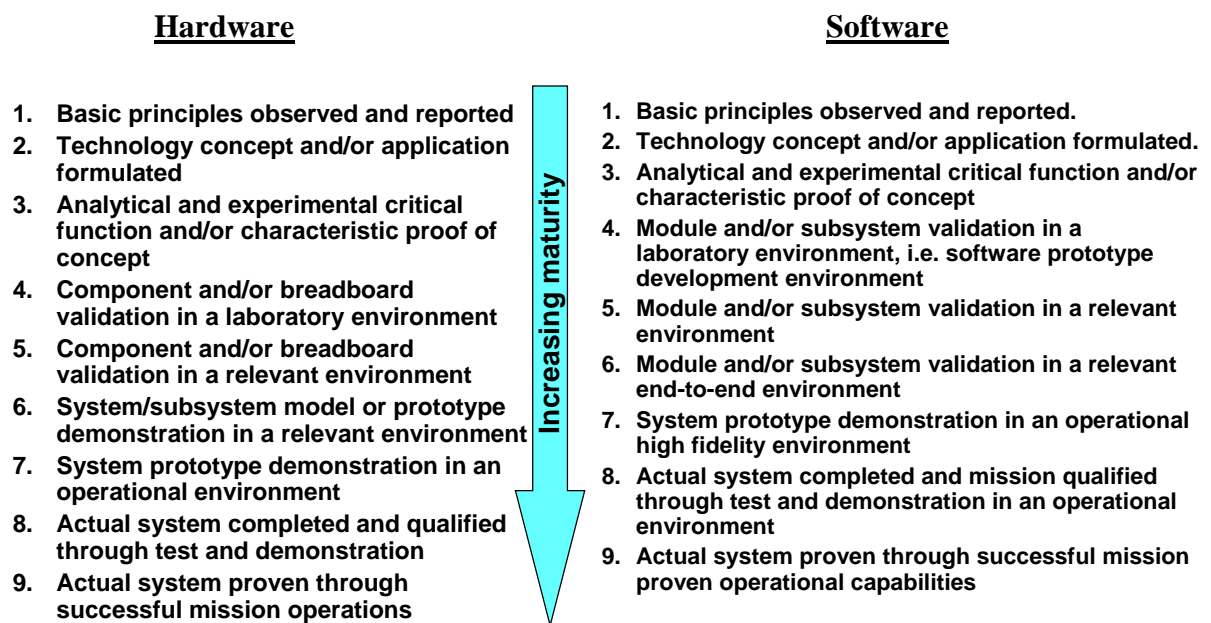 Hardware
1. Basic principles observed and reported
2. Technology concept and/or application
formulated
3. Analytical and experimental critical
function and/or characteristic proof of
concept
4. Component and/or breadboard
validation in a laboratory environment
5. Component and/or breadboard
validation in a relevant environment
6. System/subsystem model or prototype
demonstration in a relevant environment
7. System prototype demonstration in an
operational environment
8. Actual system completed and qualified
through test and demonstration
9. Actual system proven through
successful mission operations
Increasing maturity
Software
1. Basic principles observed and reported.
2. Technology concept and/or application formulated.
3. Analytical and experimental critical function and/or
characteristic proof of concept
4. Module and/or subsystem validation in a
laboratory environment, i.e. software prototype
development environment
5. Module and/or subsystem validation in a relevant
environment
6. Module and/or subsystem validation in a relevant
end-to-end environment
7. System prototype demonstration in an operational
high fidelity environment
8. Actual system completed and mission qualified
through test and demonstration in an operational
environment
9. Actual system proven through successful mission
proven operational capabilities